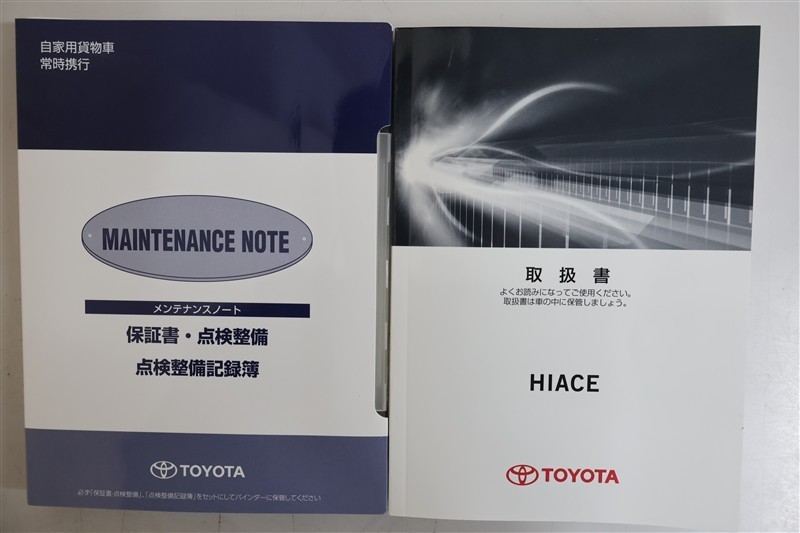 自家用貨物車
常時携行
MAINTENANCE NOTE
メンテナンスノート
保証書・点検整備
点検整備記録簿
TOYOTA
必ず「保証書・点検整備」、「点検整備記録簿」をセットにしてバインダーに保管してください
取扱書
よくお読みになってご使用ください。
取扱書は車の中に保管しましょう。
HIACE
TOYOTA